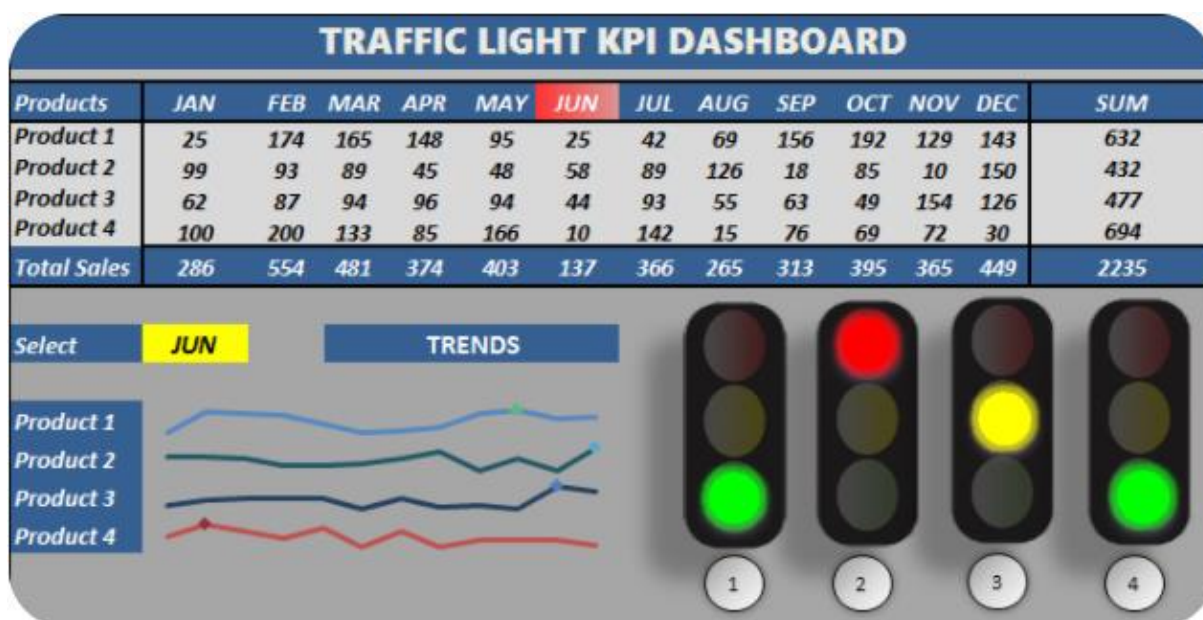 TRAFFIC LIGHT KPI DASHBOARD
Products JAN FEB MAR APR MAY JUN JUL AUG SEP OCT NOV DEC SUM
Product 1 25 174 165 148 95 25 42 69 156 192 129 143 632
Product 2 99 93 89 45 48 58 89 126 18 85 10 150 432
Product 3 62 87 94 96 94 44 93 55 63 49 154 126 477
Product 4 100 200 133 85 166 10 142 15 76 69 72 30 694
Total Sales 286 554 481 374 403 137 366 265 313 395 365 449 2235
Select JUN TRENDS
Product 1
Product 2
Product 3
Product 4
1 2 3 4